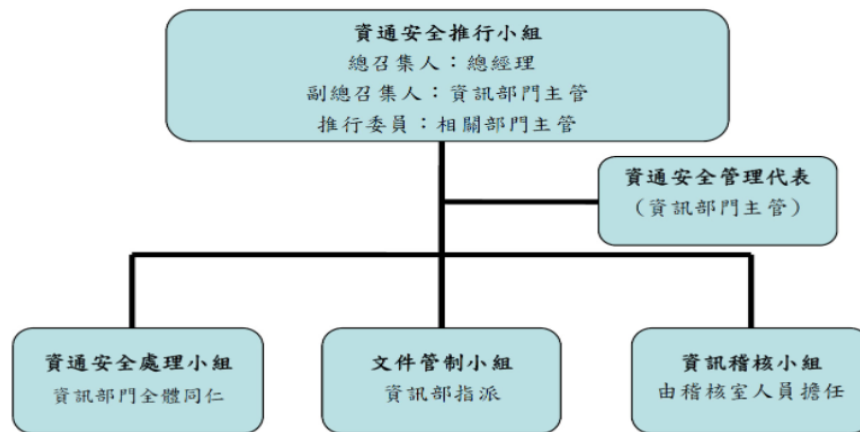 資通安全推行小組
總召集人：總經理
副總召集人：資訊部門主管
推行委員：相關部門主管
資通安全管理代表
（資訊部門主管）
資通安全處理小組
資訊部門全體同仁
文件管制小組
資訊部指派
資訊稽核小組
由稽核室人員擔任